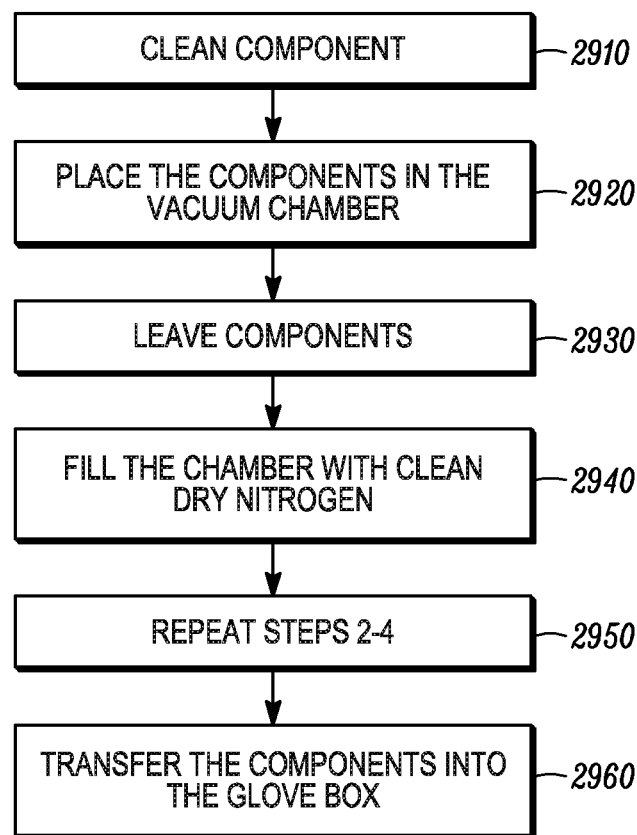 CLEAN COMPONENT
2910
PLACE THE COMPONENTS IN THE
VACUUM CHAMBER
2920
LEAVE COMPONENTS
2930
FILL THE CHAMBER WITH CLEAN
DRY NITROGEN
2940
REPEAT STEPS 2-4
2950
TRANSFER THE COMPONENTS INTO
THE GLOVE BOX
2960